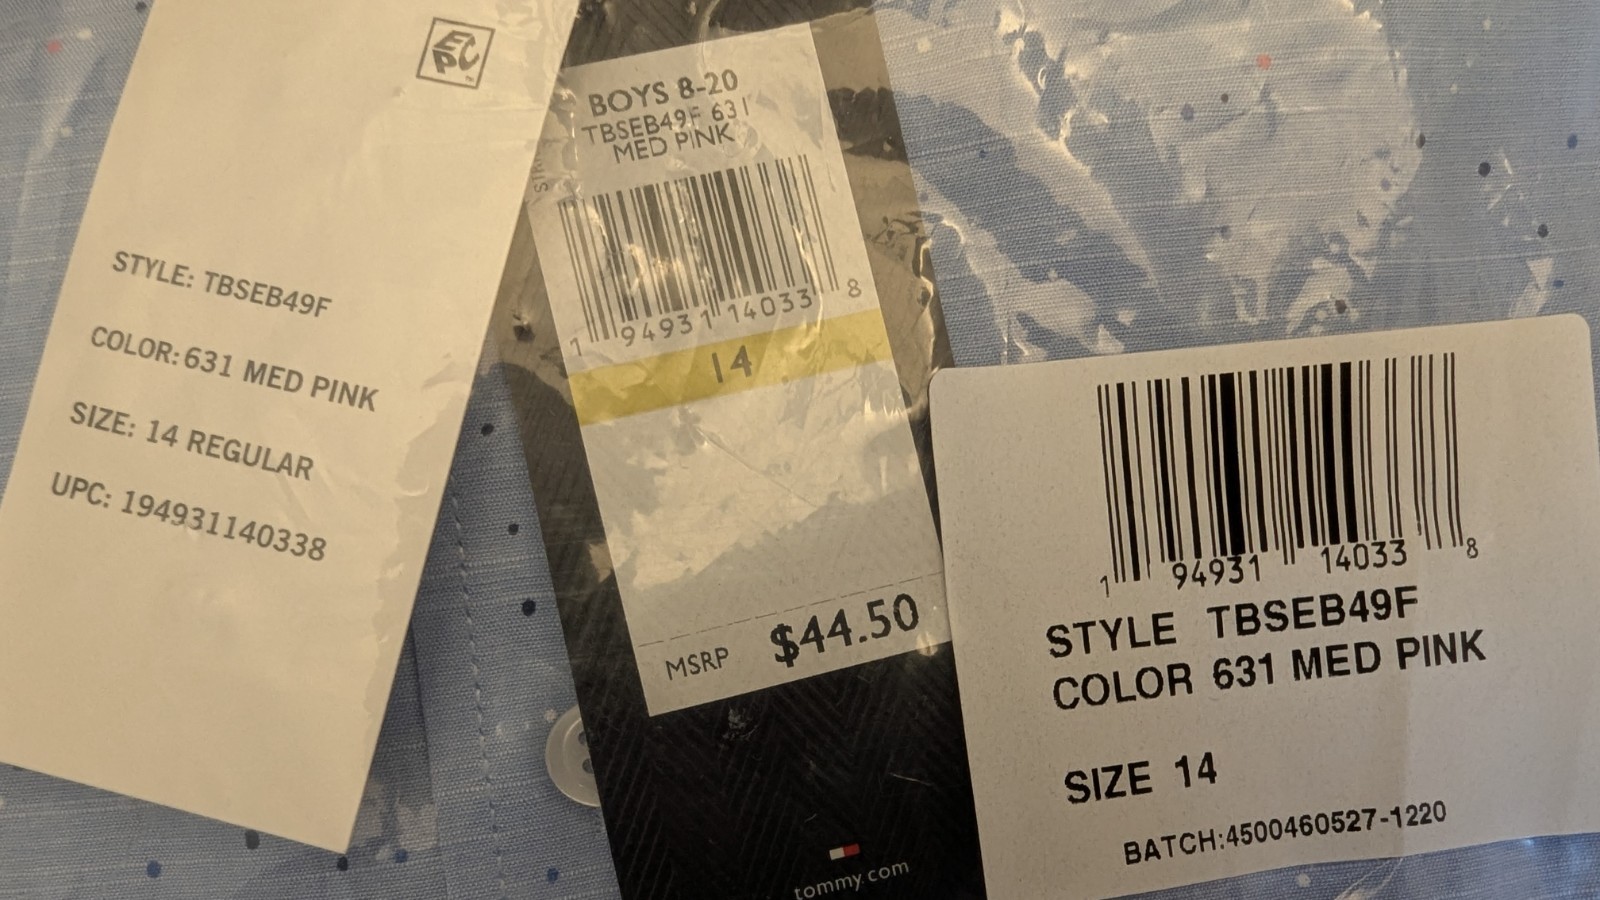 EPC
STYLE: TBSEB49F
COLOR: 631 MED PINK
SIZE: 14 REGULAR
UPC: 194931140338
BOYS 8-20
TBSEB49F 631
MED PINK
1 94931 14033 8
14
MSRP $44.50
tommy.com
1 94931 14033 8
STYLE TBSEB49F
COLOR 631 MED PINK
SIZE 14
BATCH:4500460527-1220